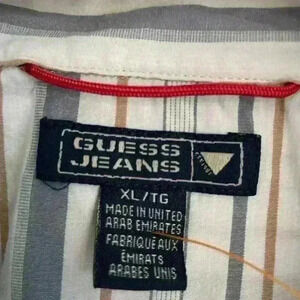 GUESS
JEANS
XL/TG
MADE IN UNITED
ARAB EMIRATES
FABRIQUÉ AUX
ÉMIRATS
ARABES UNIS